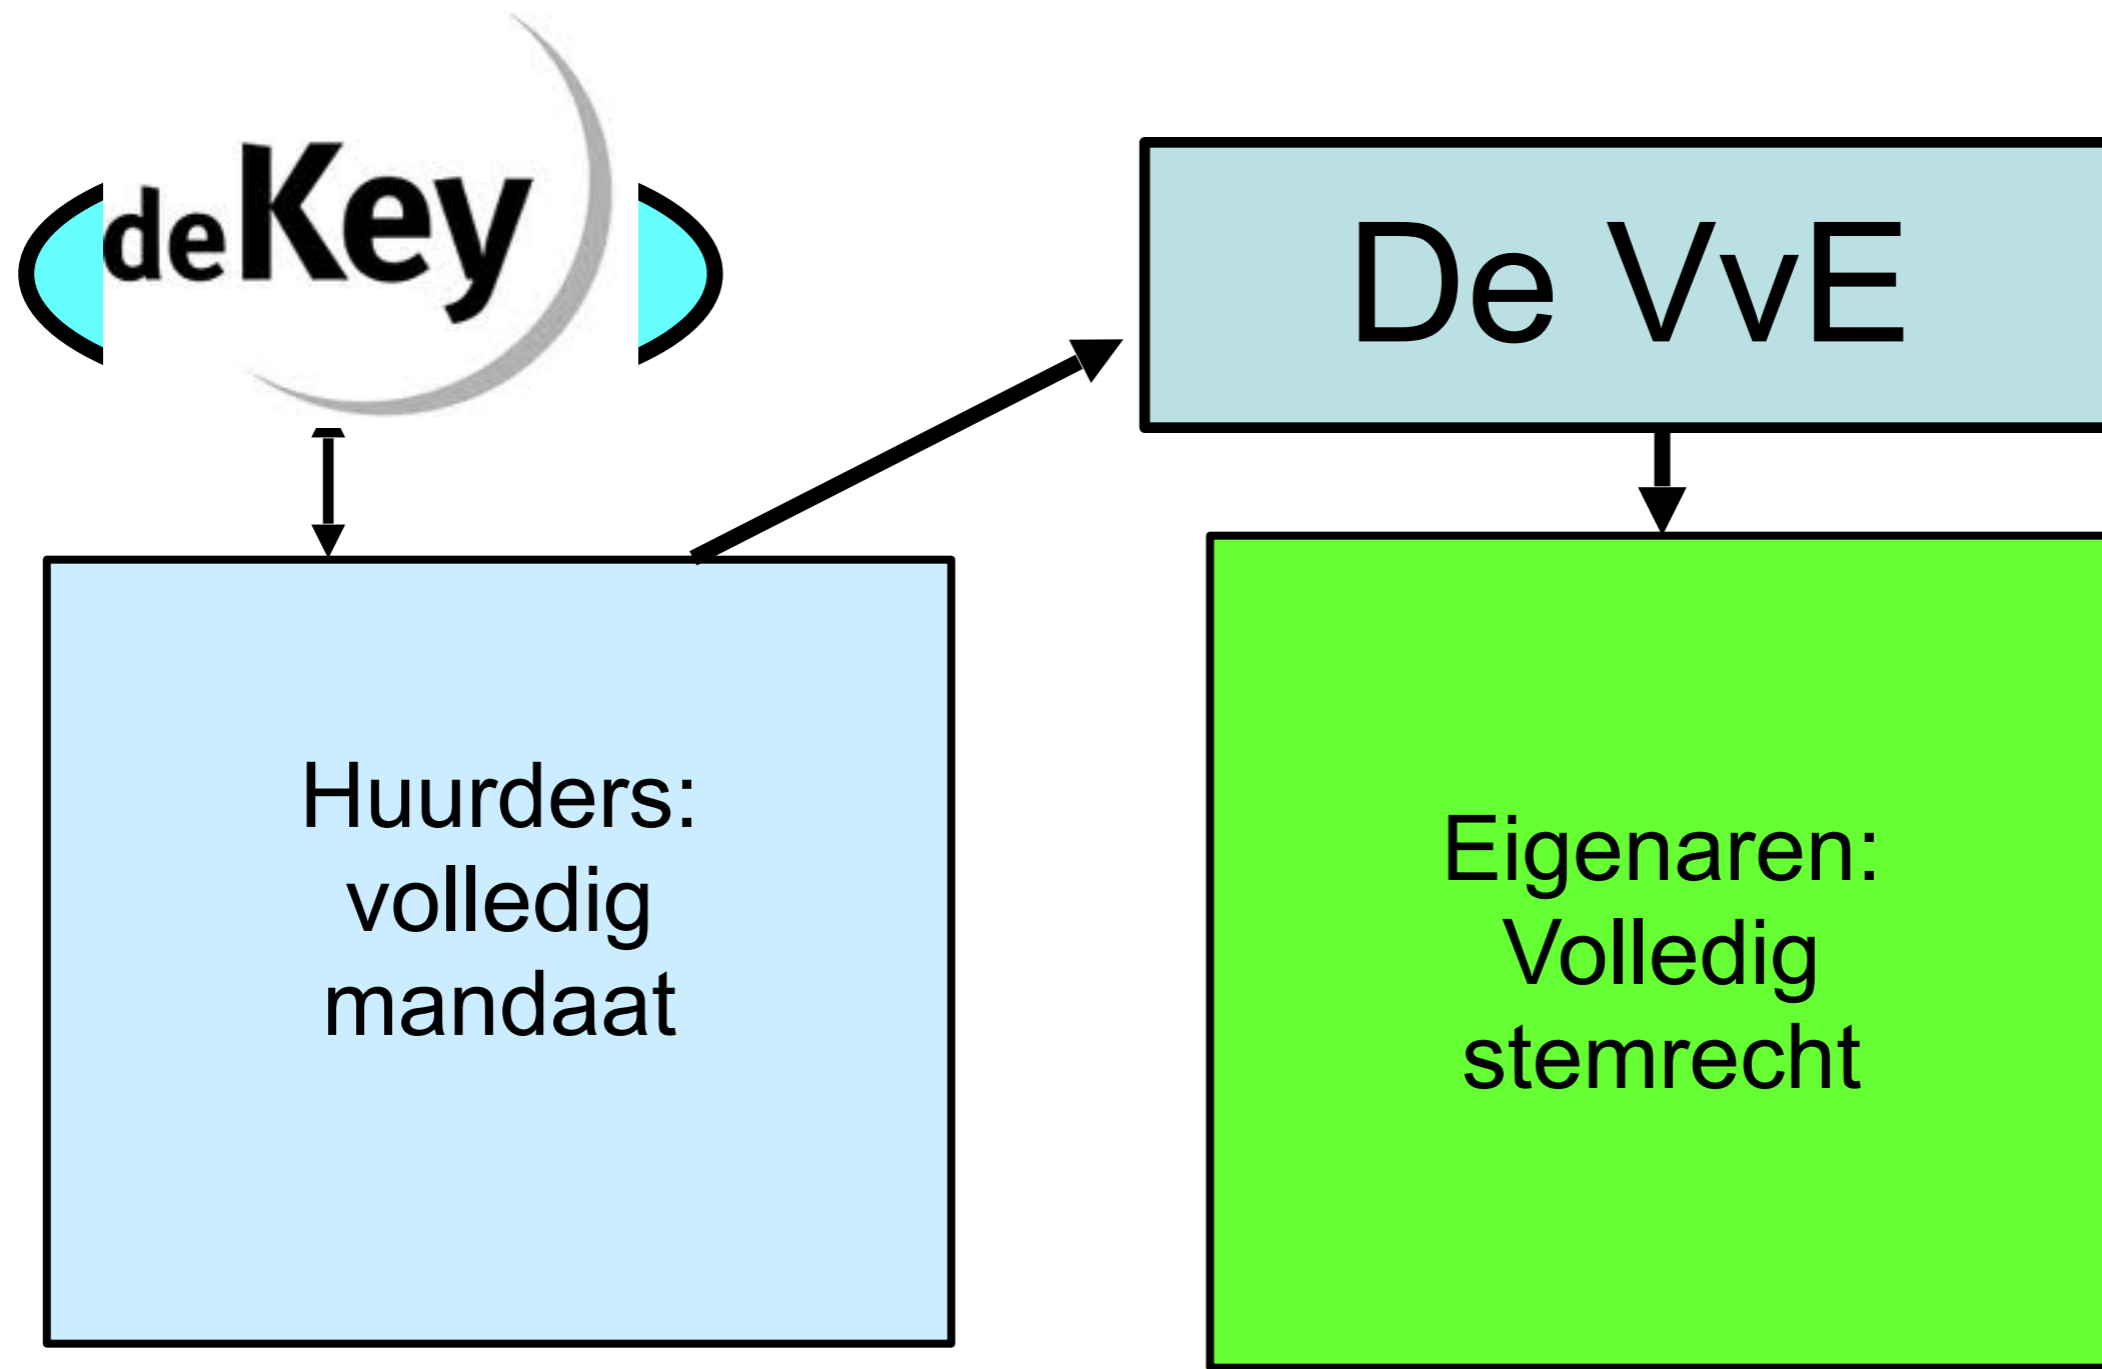 deKey
De VvE
Huurders:
volledig
mandaat
Eigenaren:
Volledig
stemrecht